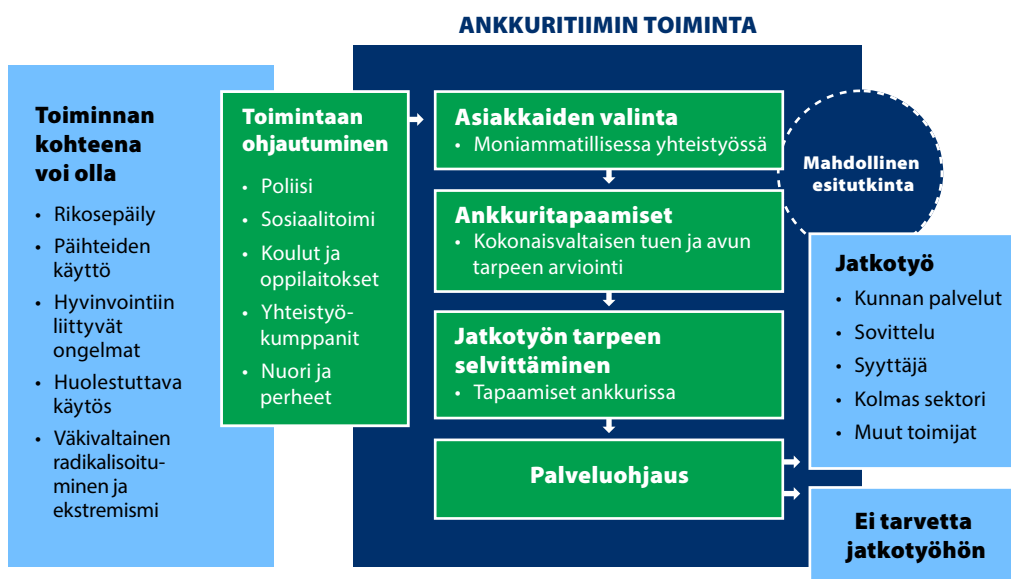 ANKKURITIIMIN TOIMINTA
Toiminnan
kohteena
voi olla
• Rikosepäily
• Päihteiden
käyttö
• Hyvinvointiin
liittyvät
ongelmat
• Huolestuttava
käytös
• Väkivaltainen
radikalisoitu-
minen ja
ekstremismi
Toimintaan
ohjautuminen
• Poliisi
• Sosiaalitoimi
• Koulut ja
oppilaitokset
• Yhteistyö-
kumppanit
• Nuori ja
perheet
Asiakkaiden valinta
• Moniammatillisessa yhteistyössä
Ankkuritapaamiset
• Kokonaisvaltaisen tuen ja avun
tarpeen arviointi
Jatkotyön tarpeen
selvittäminen
• Tapaamiset ankkurissa
Palveluohjaus
Mahdollinen
esitutkinta
Jatkotyö
• Kunnan palvelut
• Sovittelu
• Syyttäjä
• Kolmas sektori
• Muut toimijat
Ei tarvetta
jatkotyöhön